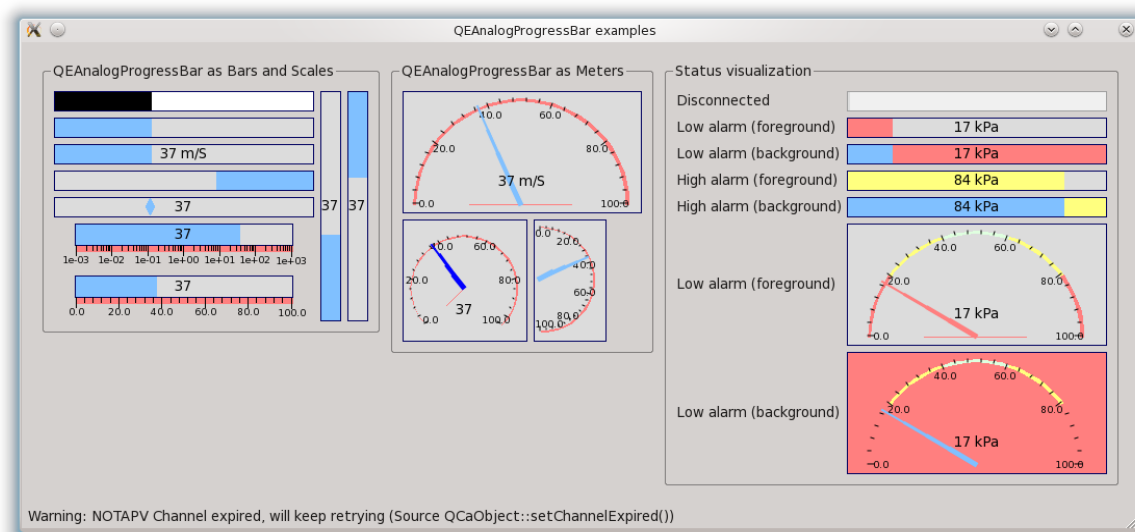 QEAnalogProgressBar examples
QEAnalogProgressBar as Bars and Scales
37 m/S
37
37
1e-03 1e-02 1e-01 1e+00 1e+01 1e+02 1e+03
37
0.0 20.0 40.0 60.0 80.0 100.0
37
37
QEAnalogProgressBar as Meters
0.0 20.0 40.0 60.0 80.0 100.0
37 m/S
0.0 20.0 40.0 60.0 80.0 100.0
37
0.0 20.0 40.0 60.0 80.0 100.0
Status visualization
Disconnected
Low alarm (foreground)
17 kPa
Low alarm (background)
17 kPa
High alarm (foreground)
84 kPa
High alarm (background)
84 kPa
Low alarm (foreground)
0.0 20.0 40.0 60.0 80.0 100.0
17 kPa
Low alarm (background)
0.0 20.0 40.0 60.0 80.0 100.0
17 kPa
Warning: NOTAPV Channel expired, will keep retrying (Source QCaObject::setChannelExpired())